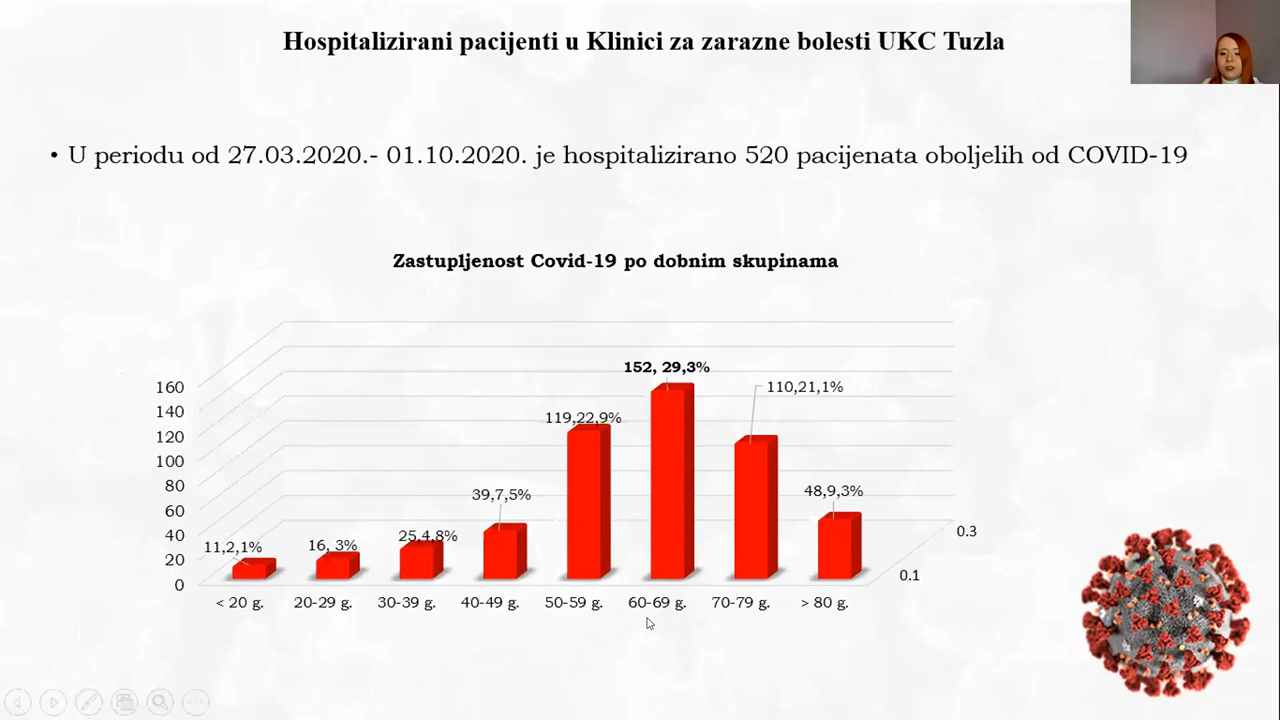 Hospitalizirani pacijenti u Klinici za zarazne bolesti UKC Tuzla
• U periodu od 27.03.2020.- 01.10.2020. je hospitalizirano 520 pacijenata oboljelih od COVID-19
Zastupljenost Covid-19 po dobnim skupinama
160
140
120
100
80
60
40
20
0
11,2,1%
16, 3%
25,4,8%
39,7,5%
119,22,9%
152, 29,3%
110,21,1%
48,9,3%
0.3
0.1
< 20 g.
20-29 g.
30-39 g.
40-49 g.
50-59 g.
60-69 g.
70-79 g.
> 80 g.